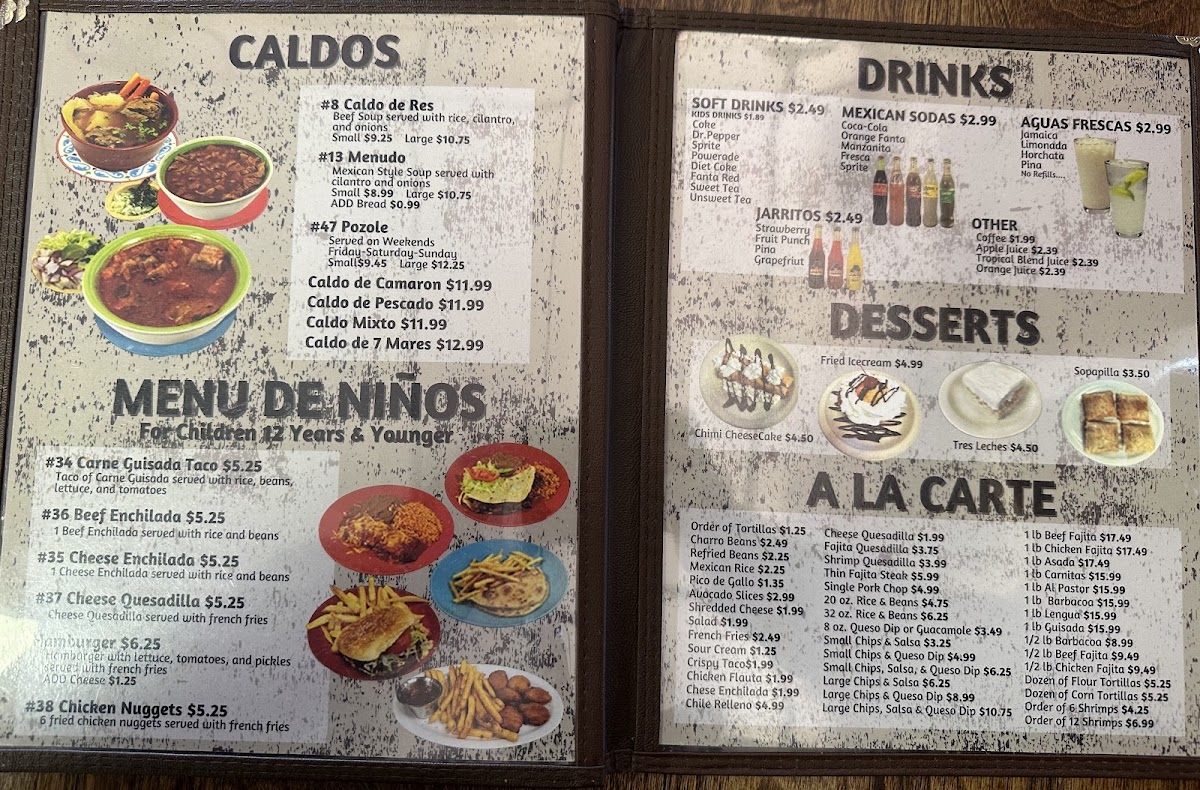 CALDOS
#8 Caldo de Res
Beef Soup served with rice, cilantro,
and onions
Small $9.25 Large $10.75
#13 Menudo
Mexican Style Soup served with
cilantro and onions
Small $8.99 Large $10.75
ADD Bread $0.99
#47 Pozole
Served on Weekends
Friday-Saturday-Sunday
Small$9.45 Large $12.25
Caldo de Camaron $11.99
Caldo de Pescado $11.99
Caldo Mixto $11.99
Caldo de 7 Mares $12.99
MENU DE NIÑOS
For Children 12 Years & Younger
#34 Carne Guisada Taco $5.25
Taco of Carne Guisada served with rice, beans,
lettuce, and tomatoes
#36 Beef Enchilada $5.25
1 Beef Enchilada served with rice and beans
#35 Cheese Enchilada $5.25
1 Cheese Enchilada served with rice and beans
#37 Cheese Quesadilla $5.25
Cheese Quesadilla served with french fries
Hamburger $6.25
Hamburger with lettuce, tomatoes, and pickles
served with french fries
ADD Cheese $1.25
#38 Chicken Nuggets $5.25
6 fried chicken nuggets served with french fries
DRINKS
SOFT DRINKS $2.49
KIDS DRINKS $1.89
Coke
Dr.Pepper
Sprite
Powerade
Diet Coke
Fanta Red
Sweet Tea
Unsweet Tea
MEXICAN SODAS $2.99
Coca-Cola
Orange Fanta
Manzanita
Fresca
Sprite
AGUAS FRESCAS $2.99
Jamaica
Limonada
Horchata
Pina
No Refills....
JARRITOS $2.49
Strawberry
Fruit Punch
Pina
Grapefriut
OTHER
Coffee $1.99
Apple Juice $2.39
Tropical Blend Juice $2.39
Orange Juice $2.39
DESSERTS
Chimi CheeseCake $4.50
Fried Icecream $4.99
Tres Leches $4.50
Sopapilla $3.50
A LA CARTE
Order of Tortillas $1.25
Charro Beans $2.49
Refried Beans $2.25
Mexican Rice $2.25
Pico de Gallo $1.35
Avocado Slices $2.99
Shredded Cheese $1.99
Salad $1.99
French Fries $2.49
Sour Cream $1.25
Crispy Taco$1.99
Chicken Flauta $1.99
Chese Enchilada $1.99
Chile Relleno $4.99
Cheese Quesadilla $1.99
Fajita Quesadilla $3.75
Shrimp Quesadilla $3.99
Thin Fajita Steak $5.99
Single Pork Chop $4.99
20 oz. Rice & Beans $4.75
32 oz. Rice & Beans $6.25
8 oz. Queso Dip or Guacamole $3.49
Small Chips & Salsa $3.25
Small Chips & Queso Dip $4.99
Small Chips, Salsa, & Queso Dip $6.25
Large Chips & Salsa $6.25
Large Chips & Queso Dip $8.99
Large Chips, Salsa & Queso Dip $10.75
1 lb Beef Fajita $17.49
1 lb Chicken Fajita $17.49
1 lb Asada $17.49
1 lb Carnitas $15.99
1 lb Al Pastor $15.99
1 lb Barbacoa $15.99
1 lb Lengua $15.99
1 lb Guisada $15.99
1/2 lb Barbacoa $8.99
1/2 lb Beef Fajita $9.49
1/2 lb Chicken Fajita $9.49
Dozen of Flour Tortillas $5.25
Dozen of Corn Tortillas $5.25
Order of 6 Shrimps $4.25
Order of 12 Shrimps $6.99